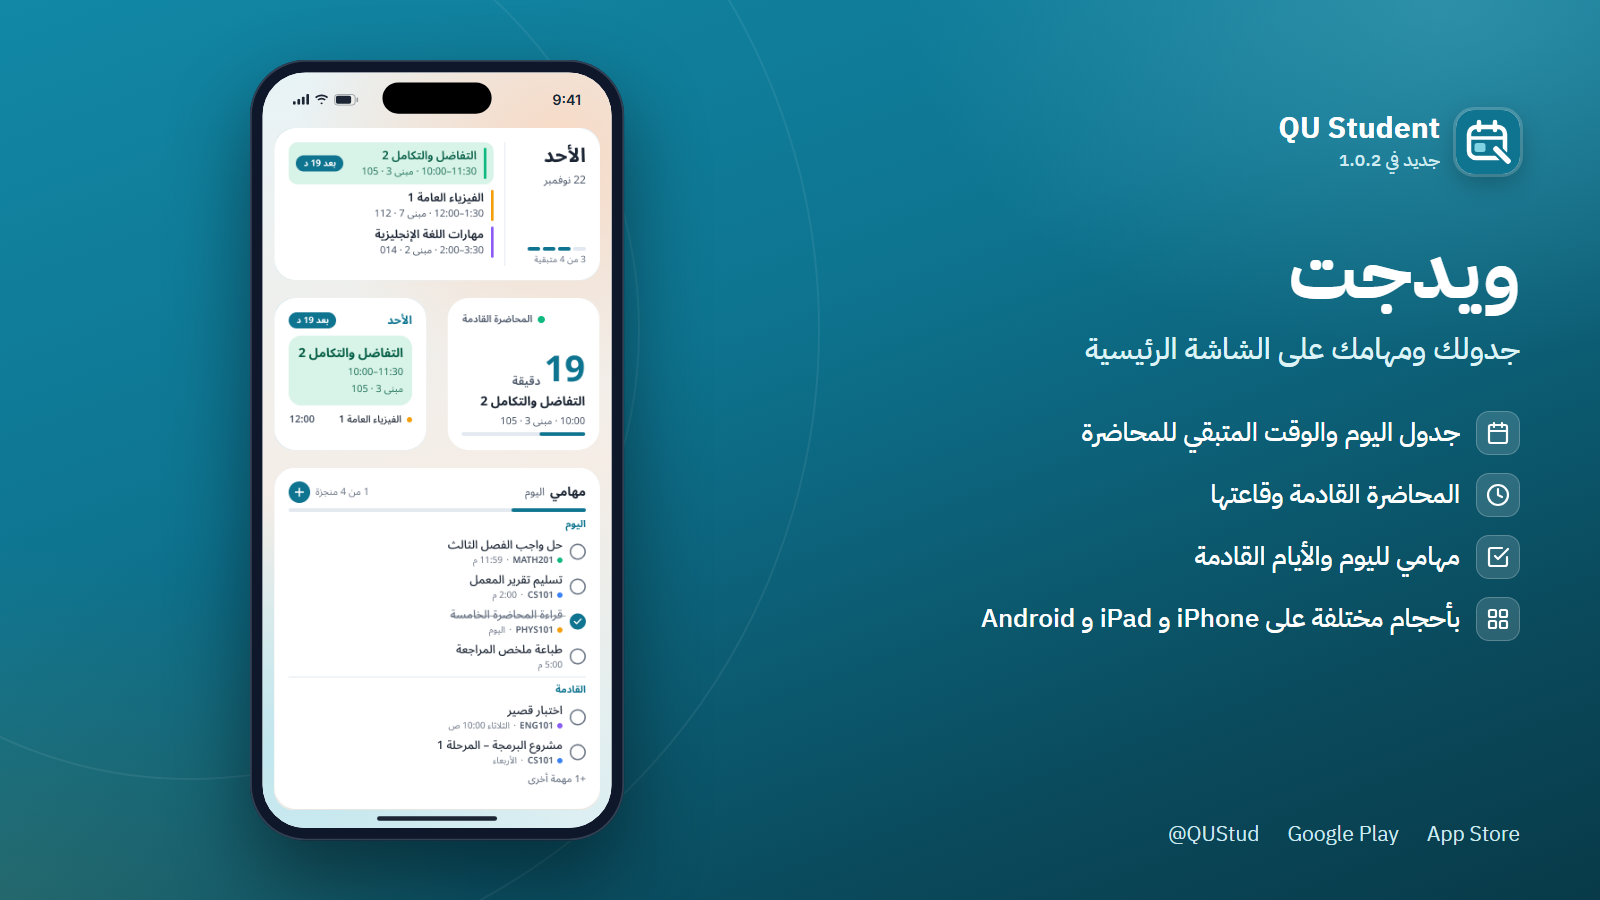 QU Student
جديد في 1.0.2
ويدجت
جدولك ومهامك على الشاشة الرئيسية
جدول اليوم والوقت المتبقي للمحاضرة
المحاضرة القادمة وقاعتها
مهامي لليوم والأيام القادمة
بأحجام مختلفة على iPhone و iPad و Android
@QUStud Google Play App Store
9:41
الأحد
22 نوفمبر
3 من 4 متبقية
التفاضل والتكامل 2
بعد 19 د
10:00–11:30 · مبنى 3 · 105
الفيزياء العامة 1
12:00–1:30 · مبنى 7 · 112
مهارات اللغة الإنجليزية
2:00–3:30 · مبنى 2 · 014
المحاضرة القادمة
19 دقيقة
التفاضل والتكامل 2
10:00 · مبنى 3 · 105
الأحد بعد 19 د
التفاضل والتكامل 2
10:00–11:30
مبنى 3 · 105
الفيزياء العامة 1 12:00
مهامي اليوم 1 من 4 منجزة
اليوم
حل واجب الفصل الثالث
MATH201 · 11:59 م
تسليم تقرير المعمل
CS101 · 2:00 م
قراءة المحاضرة الخامسة
PHYS101 · اليوم
طباعة ملخص المراجعة
5:00 م
القادمة
اختبار قصير
ENG101 · الثلاثاء 10:00 ص
مشروع البرمجة – المرحلة 1
CS101 · الأربعاء
+1 مهمة أخرى